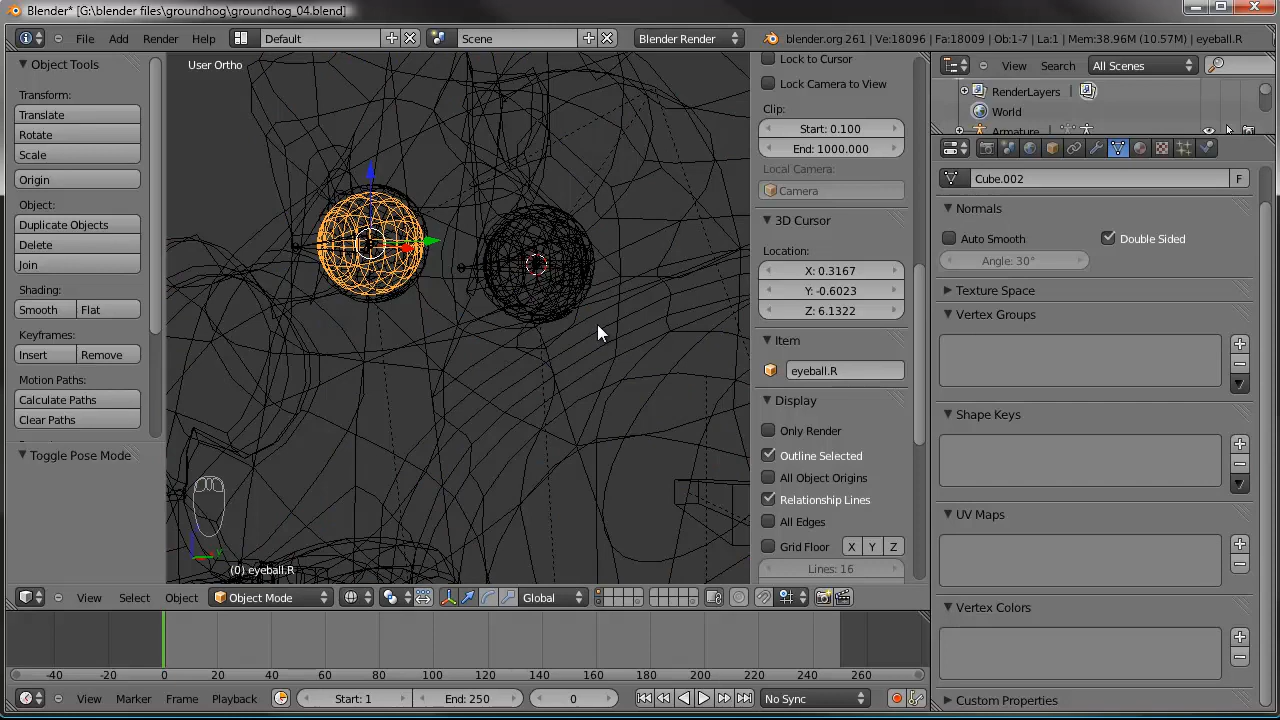 Blender* [G:\blender files\groundhog\groundhog_04.blend]
File Add Render Help Default Scene Blender Render blender.org 261 | Ve:18096 | Fa:18009 | Ob:1-7 | La:1 | Mem:38.96M (10.57M) | eyeball.R
Object Tools
Transform:
Translate
Rotate
Scale
Origin
Object:
Duplicate Objects
Delete
Join
Shading:
Smooth Flat
Keyframes:
Insert Remove
Motion Paths:
Calculate Paths
Clear Paths
Toggle Pose Mode
User Ortho
(0) eyeball.R
Lock to Cursor
Lock Camera to View
Clip:
Start: 0.100
End: 1000.000
Local Camera:
Camera
3D Cursor
Location:
X: 0.3167
Y: -0.6023
Z: 6.1322
Item
eyeball.R
Display
Only Render
Outline Selected
All Object Origins
Relationship Lines
All Edges
Grid Floor X Y Z
Lines: 16
View Search All Scenes
RenderLayers |
World
Armature
Cube.002 F
Normals
Auto Smooth Double Sided
Angle: 30°
Texture Space
Vertex Groups
Shape Keys
UV Maps
Vertex Colors
Custom Properties
View Select Object Object Mode Global
-40 -20 0 20 40 60 80 100 120 140 160 180 200 220 240 260
View Marker Frame Playback Start: 1 End: 250 0 No Sync